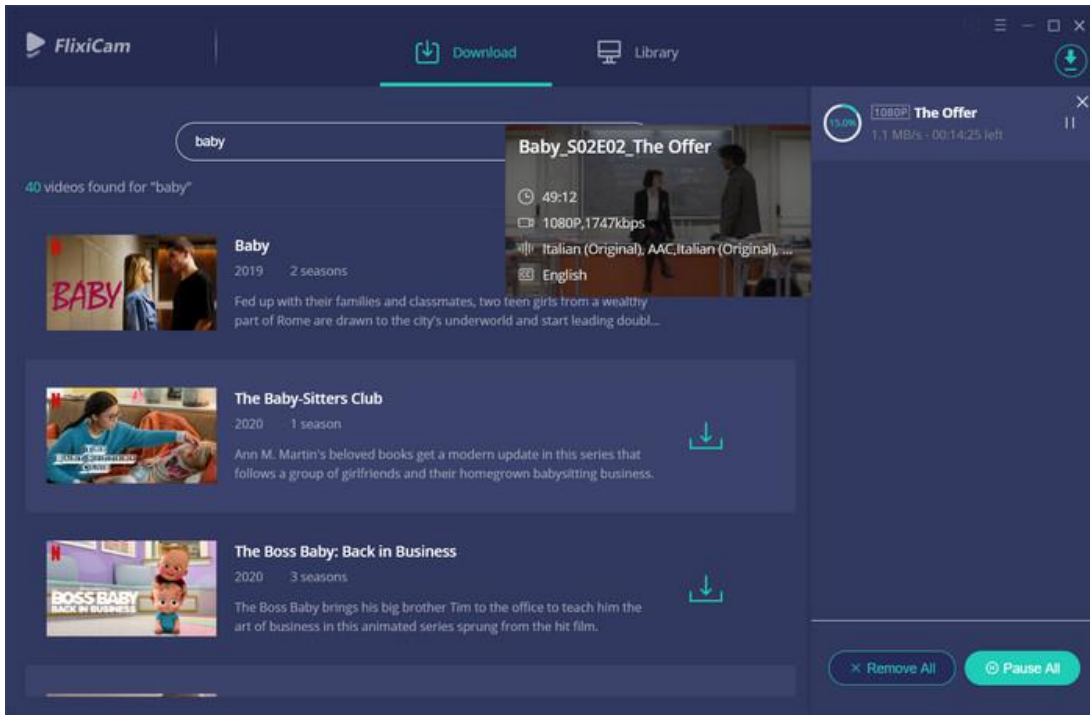 FlixiCam
Download
Library
baby
40 videos found for "baby"
Baby_S02E02_The Offer
49:12
1080P,1747kbps
Italian (Original), AAC,Italian (Original), ...
CC English
BABY
Baby
2019 2 seasons
Fed up with their families and classmates, two teen girls from a wealthy
part of Rome are drawn to the city's underworld and start leading doubl...
The Baby-Sitters Club
2020 1 season
Ann M. Martin's beloved books get a modern update in this series that
follows a group of girlfriends and their homegrown babysitting business.
BOSS BABY
BACK IN BUSINESS
The Boss Baby: Back in Business
2020 3 seasons
The Boss Baby brings his big brother Tim to the office to teach him the
art of business in this animated series sprung from the hit film.
15.0%
1080P The Offer
1.1 MB/s - 00:14:25 left
Remove All
Pause All